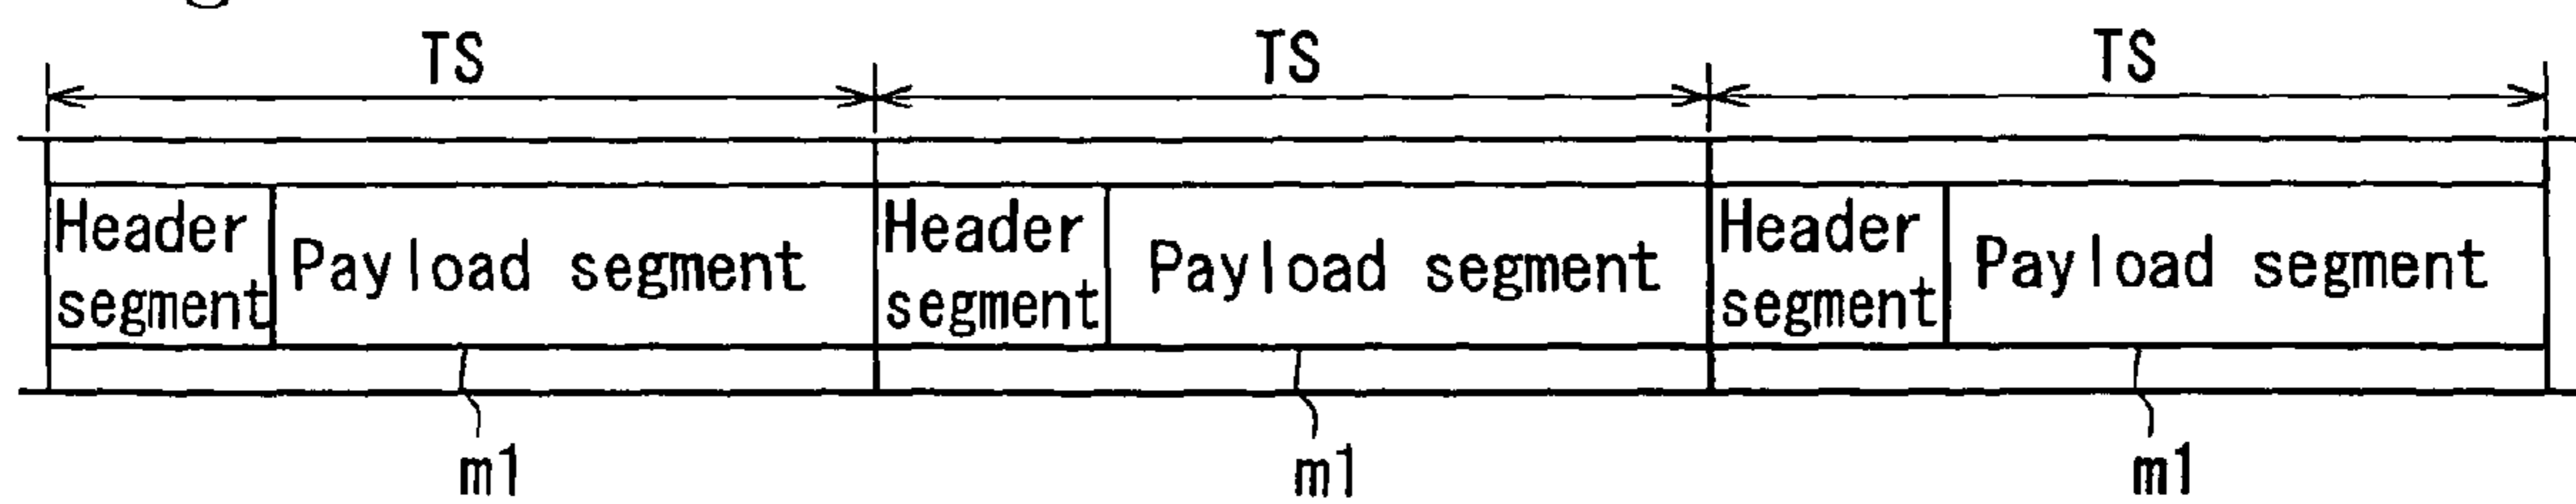 TS TS TS
Header Header Header
Payload segment Payload segment Payload segment
segment segment segment
m1 m1 m1